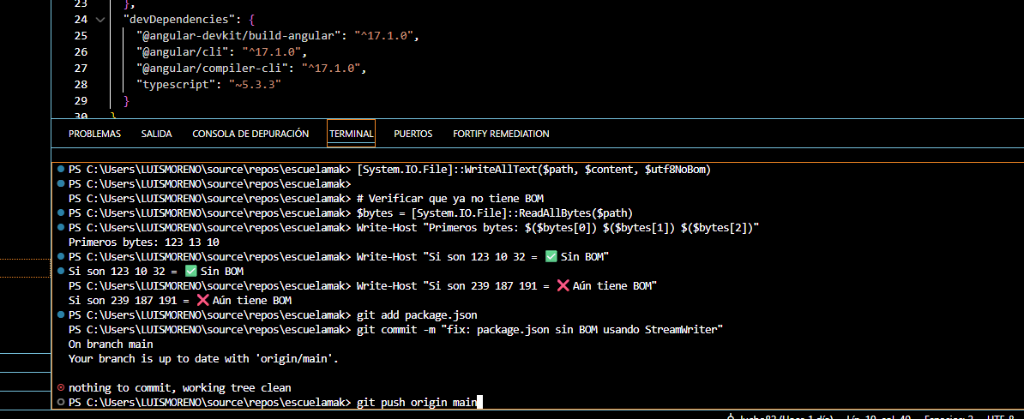 23 },
24 "devDependencies": {
25 "@angular-devkit/build-angular": "^17.1.0",
26 "@angular/cli": "^17.1.0",
27 "@angular/compiler-cli": "^17.1.0",
28 "typescript": "~5.3.3"
29 }
30 }
PROBLEMAS SALIDA CONSOLA DE DEPURACIÓN TERMINAL PUERTOS FORTIFY REMEDIATION
PS C:\Users\LUISMORENO\source\repos\escuelamak> [System.IO.File]::WriteAllText($path, $content, $utf8NoBom)
PS C:\Users\LUISMORENO\source\repos\escuelamak>
PS C:\Users\LUISMORENO\source\repos\escuelamak> # Verificar que ya no tiene BOM
PS C:\Users\LUISMORENO\source\repos\escuelamak> $bytes = [System.IO.File]::ReadAllBytes($path)
PS C:\Users\LUISMORENO\source\repos\escuelamak> Write-Host "Primeros bytes: $($bytes[0]) $($bytes[1]) $($bytes[2])"
Primeros bytes: 123 13 10
PS C:\Users\LUISMORENO\source\repos\escuelamak> Write-Host "Si son 123 10 32 = ✅ Sin BOM"
Si son 123 10 32 = ✅ Sin BOM
PS C:\Users\LUISMORENO\source\repos\escuelamak> Write-Host "Si son 239 187 191 = ❌ Aún tiene BOM"
Si son 239 187 191 = ❌ Aún tiene BOM
PS C:\Users\LUISMORENO\source\repos\escuelamak> git add package.json
PS C:\Users\LUISMORENO\source\repos\escuelamak> git commit -m "fix: package.json sin BOM usando StreamWriter"
On branch main
Your branch is up to date with 'origin/main'.
nothing to commit, working tree clean
PS C:\Users\LUISMORENO\source\repos\escuelamak> git push origin main